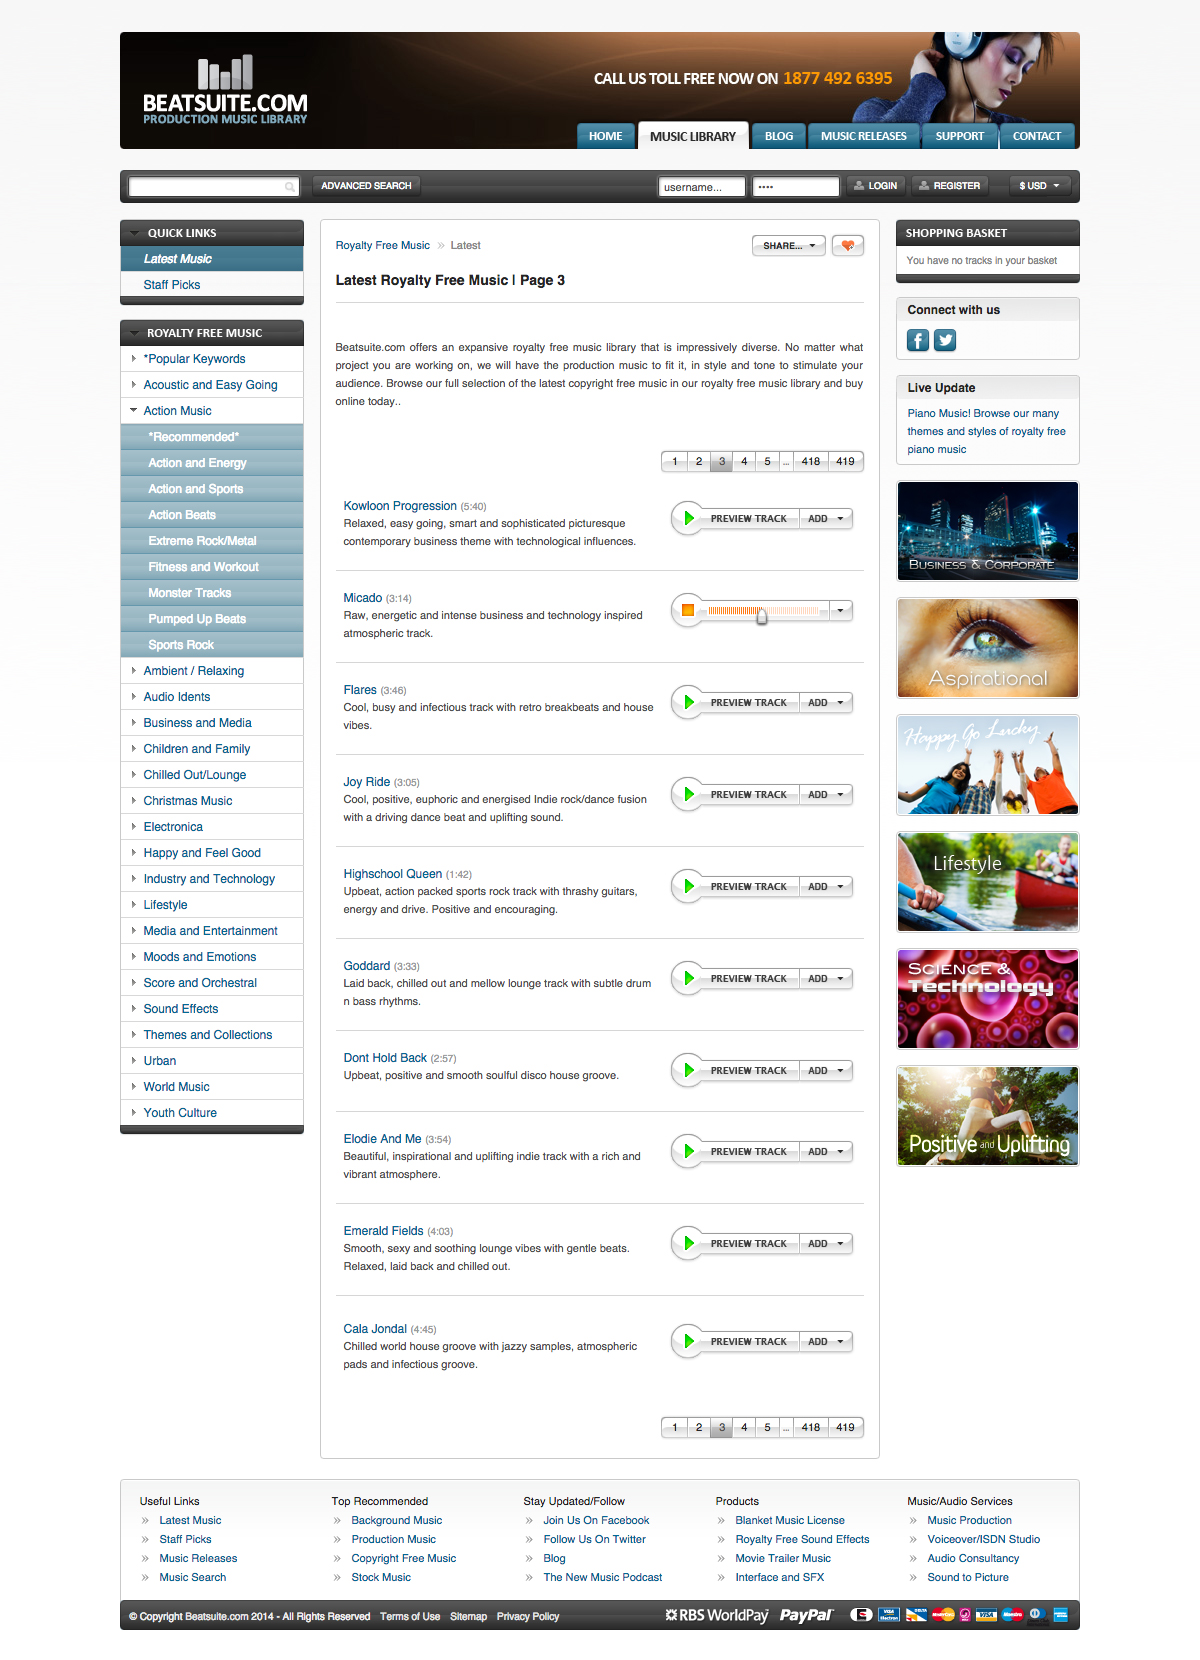 BEATSUITE.COM
PRODUCTION MUSIC LIBRARY
CALL US TOLL FREE NOW ON 1877 492 6395
HOME
MUSIC LIBRARY
BLOG
MUSIC RELEASES
SUPPORT
CONTACT
ADVANCED SEARCH
username...
LOGIN
REGISTER
$ USD
QUICK LINKS
Latest Music
Staff Picks
ROYALTY FREE MUSIC
*Popular Keywords
Acoustic and Easy Going
Action Music
*Recommended*
Action and Energy
Action and Sports
Action Beats
Extreme Rock/Metal
Fitness and Workout
Monster Tracks
Pumped Up Beats
Sports Rock
Ambient / Relaxing
Audio Idents
Business and Media
Children and Family
Chilled Out/Lounge
Christmas Music
Electronica
Happy and Feel Good
Industry and Technology
Lifestyle
Media and Entertainment
Moods and Emotions
Score and Orchestral
Sound Effects
Themes and Collections
Urban
World Music
Youth Culture
Royalty Free Music » Latest
SHARE...
Latest Royalty Free Music | Page 3
Beatsuite.com offers an expansive royalty free music library that is impressively diverse. No matter what
project you are working on, we will have the production music to fit it, in style and tone to stimulate your
audience. Browse our full selection of the latest copyright free music in our royalty free music library and buy
online today..
1 2 3 4 5 ... 418 419
Kowloon Progression (5:40)
Relaxed, easy going, smart and sophisticated picturesque
contemporary business theme with technological influences.
PREVIEW TRACK ADD
Micado (3:14)
Raw, energetic and intense business and technology inspired
atmospheric track.
Flares (3:46)
Cool, busy and infectious track with retro breakbeats and house
vibes.
PREVIEW TRACK ADD
Joy Ride (3:05)
Cool, positive, euphoric and energised Indie rock/dance fusion
with a driving dance beat and uplifting sound.
PREVIEW TRACK ADD
Highschool Queen (1:42)
Upbeat, action packed sports rock track with thrashy guitars,
energy and drive. Positive and encouraging.
PREVIEW TRACK ADD
Goddard (3:33)
Laid back, chilled out and mellow lounge track with subtle drum
n bass rhythms.
PREVIEW TRACK ADD
Dont Hold Back (2:57)
Upbeat, positive and smooth soulful disco house groove.
PREVIEW TRACK ADD
Elodie And Me (3:54)
Beautiful, inspirational and uplifting indie track with a rich and
vibrant atmosphere.
PREVIEW TRACK ADD
Emerald Fields (4:03)
Smooth, sexy and soothing lounge vibes with gentle beats.
Relaxed, laid back and chilled out.
PREVIEW TRACK ADD
Cala Jondal (4:45)
Chilled world house groove with jazzy samples, atmospheric
pads and infectious groove.
PREVIEW TRACK ADD
1 2 3 4 5 ... 418 419
SHOPPING BASKET
You have no tracks in your basket
Connect with us
Live Update
Piano Music! Browse our many
themes and styles of royalty free
piano music
BUSINESS & CORPORATE
Aspirational
Happy Go Lucky
Lifestyle
SCIENCE &
Technology
Positive and Uplifting
Useful Links
» Latest Music
» Staff Picks
» Music Releases
» Music Search
Top Recommended
» Background Music
» Production Music
» Copyright Free Music
» Stock Music
Stay Updated/Follow
» Join Us On Facebook
» Follow Us On Twitter
» Blog
» The New Music Podcast
Products
» Blanket Music License
» Royalty Free Sound Effects
» Movie Trailer Music
» Interface and SFX
Music/Audio Services
» Music Production
» Voiceover/ISDN Studio
» Audio Consultancy
» Sound to Picture
© Copyright Beatsuite.com 2014 - All Rights Reserved Terms of Use Sitemap Privacy Policy
RBS WorldPay PayPal VISA